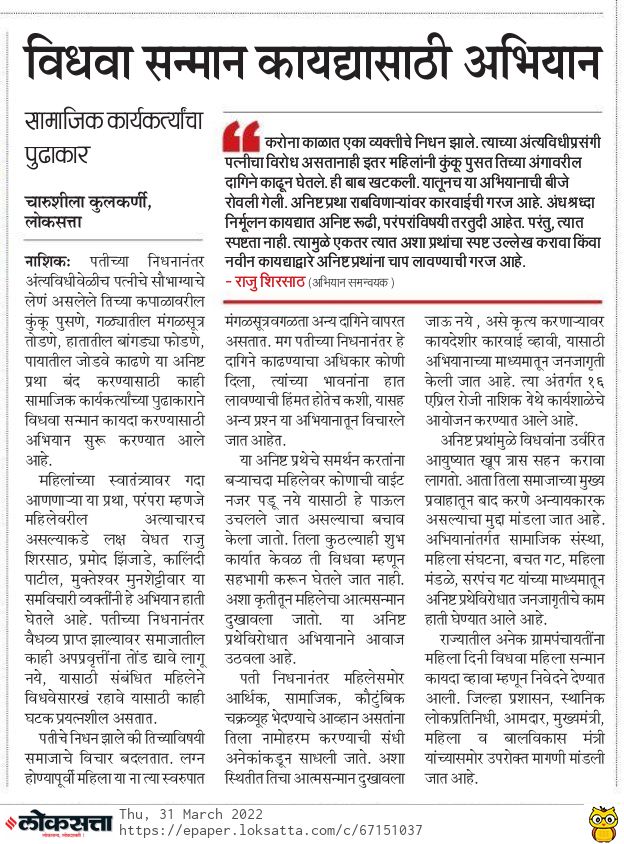 विधवा सन्मान कायद्यासाठी अभियान
सामाजिक कार्यकर्त्यांचा
पुढाकार
चारुशीला कुलकर्णी,
लोकसत्ता
करोना काळात एका व्यक्तीचे निधन झाले. त्याच्या अंत्यविधीप्रसंगी
पत्नीचा विरोध असतानाही इतर महिलांनी कुंकू पुसत तिच्या अंगावरील
दागिने काढून घेतले. ही बाब खटकली. यातूनच या अभियानाची बीजे
रोवली गेली. अनिष्ट प्रथा राबविणाऱ्यांवर कारवाईची गरज आहे. अंधश्रध्दा
निर्मूलन कायद्यात अनिष्ट रूढी, परंपरांविषयी तरतुदी आहेत. परंतु, त्यात
स्पष्टता नाही. त्यामुळे एकतर त्यात अशा प्रथांचा स्पष्ट उल्लेख करावा किंवा
नवीन कायद्याद्वारे अनिष्ट प्रथांना चाप लावण्याची गरज आहे.
- राजु शिरसाठ (अभियान समन्वयक )
नाशिक: पतीच्या निधनानंतर
अंत्यविधीवेळीच पत्नीचे सौभाग्याचे
लेणं असलेले तिच्या कपाळावरील
कुंकू पुसणे, गळ्यातील मंगळसूत्र
तोडणे, हातातील बांगड्या फोडणे,
पायातील जोडवे काढणे या अनिष्ट
प्रथा बंद करण्यासाठी काही
सामाजिक कार्यकर्त्यांच्या पुढाकाराने
विधवा सन्मान कायदा करण्यासाठी
अभियान सुरू करण्यात आले
आहे.
महिलांच्या स्वातंत्र्यावर गदा
आणणाऱ्या या प्रथा, परंपरा म्हणजे
महिलेवरील अत्याचारच
असल्याकडे लक्ष वेधत राजु
शिरसाठ, प्रमोद झिंजाडे, कालिंदी
पाटील, मुक्तेश्वर मुनशेट्टीवार या
समविचारी व्यक्तींनी हे अभियान हाती
घेतले आहे. पतीच्या निधनानंतर
वैधव्य प्राप्त झाल्यावर समाजातील
काही अपप्रवृत्तींना तोंड द्यावे लागू
नये, यासाठी संबंधित महिलेने
विधवेसारखं रहावे यासाठी काही
घटक प्रयत्नशील असतात.
पतीचे निधन झाले की तिच्याविषयी
समाजाचे विचार बदलतात. लग्न
होण्यापूर्वी महिला या ना त्या स्वरुपात
मंगळसूत्रवगळता अन्य दागिने वापरत
असतात. मग पतीच्या निधनानंतर हे
दागिने काढण्याचा अधिकार कोणी
दिला, त्यांच्या भावनांना हात
लावण्याची हिंमत होतेच कशी, यासह
अन्य प्रश्न या अभियानातून विचारले
जात आहेत.
या अनिष्ट प्रथेचे समर्थन करतांना
बऱ्याचदा महिलेवर कोणाची वाईट
नजर पडू नये यासाठी हे पाऊल
उचलले जात असल्याचा बचाव
केला जातो. तिला कुठल्याही शुभ
कार्यात केवळ ती विधवा म्हणून
सहभागी करून घेतले जात नाही.
अशा कृतीतून महिलेचा आत्मसन्मान
दुखावला जातो. या अनिष्ट
प्रथेविरोधात अभियानाने आवाज
उठवला आहे.
पती निधनानंतर महिलेसमोर
आर्थिक, सामाजिक, कौटुंबिक
चक्रव्यूह भेदण्याचे आव्हान असतांना
तिला नामोहरम करण्याची संधी
अनेकांकडून साधली जाते. अशा
स्थितीत तिचा आत्मसन्मान दुखावला
जाऊ नये , असे कृत्य करणाऱ्यावर
कायदेशीर कारवाई व्हावी, यासाठी
अभियानाच्या माध्यमातून जनजागृती
केली जात आहे. त्या अंतर्गत १६
एप्रिल रोजी नाशिक येथे कार्यशाळेचे
आयोजन करण्यात आले आहे.
अनिष्ट प्रथांमुळे विधवांना उर्वरित
आयुष्यात खूप त्रास सहन करावा
लागतो. आता तिला समाजाच्या मुख्य
प्रवाहातून बाद करणे अन्यायकारक
असल्याचा मुद्दा मांडला जात आहे.
अभियानांतर्गत सामाजिक संस्था,
महिला संघटना, बचत गट, महिला
मंडळे, सरपंच गट यांच्या माध्यमातून
अनिष्ट प्रथेविरोधात जनजागृतीचे काम
हाती घेण्यात आले आहे.
राज्यातील अनेक ग्रामपंचायतींना
महिला दिनी विधवा महिला सन्मान
कायदा व्हावा म्हणून निवेदने देण्यात
आली. जिल्हा प्रशासन, स्थानिक
लोकप्रतिनिधी, आमदार, मुख्यमंत्री,
महिला व बालविकास मंत्री
यांच्यासमोर उपरोक्त मागणी मांडली
जात आहे.
लोकसत्ता
Thu, 31 March 2022
https://epaper.loksatta.com/c/67151037